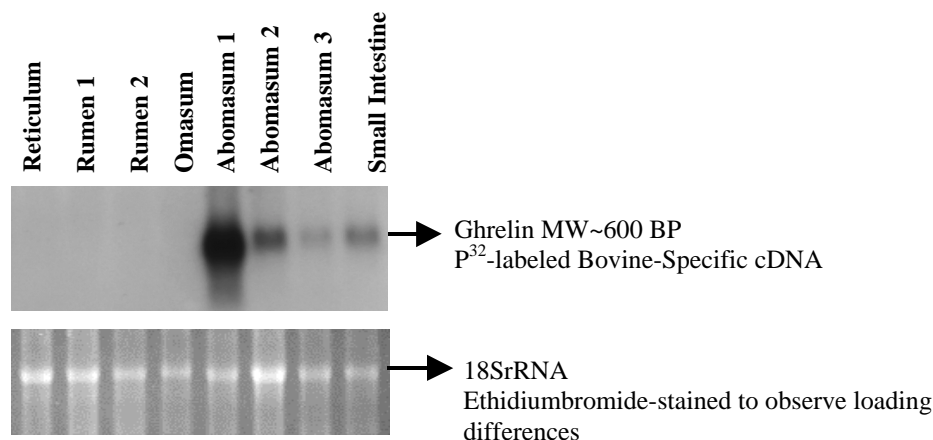 Reticulum
Rumen 1
Rumen 2
Omasum
Abomasum 1
Abomasum 2
Abomasum 3
Small Intestine
Ghrelin MW~600 BP
P³²-labeled Bovine-Specific cDNA
18SrRNA
Ethidiumbromide-stained to observe loading
differences